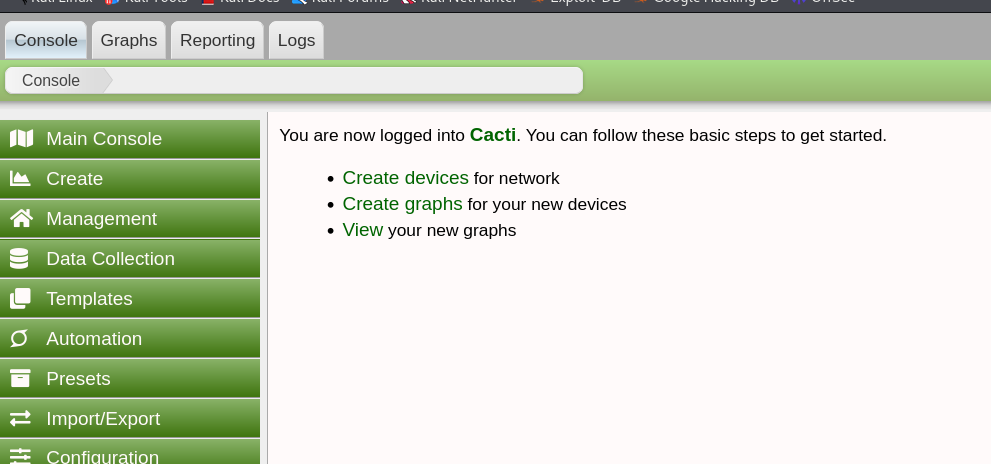 Kali Linux Kali Tools Kali Docs Kali Forums Kali NetHunter Exploit-DB Google Hacking DB OffSec
Console Graphs Reporting Logs
Console
Main Console
Create
Management
Data Collection
Templates
Automation
Presets
Import/Export
Configuration
You are now logged into Cacti. You can follow these basic steps to get started.
• Create devices for network
• Create graphs for your new devices
• View your new graphs